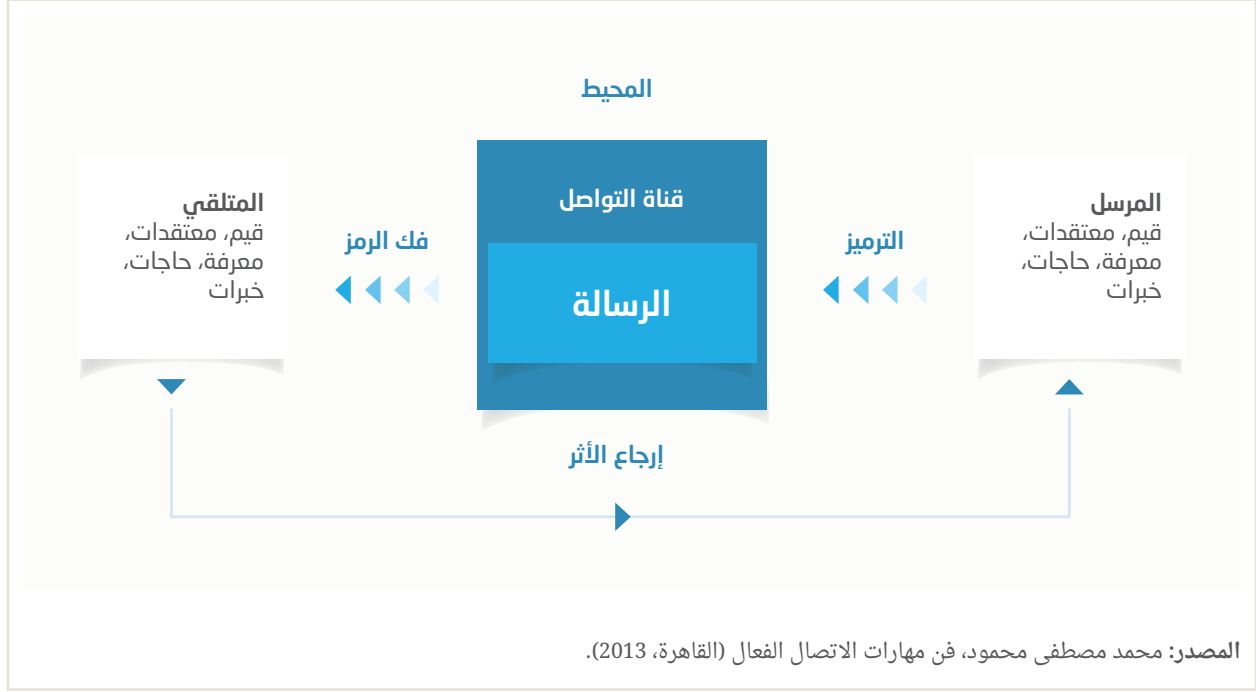 المحيط
المرسل
قيم، معتقدات،
معرفة، حاجات،
خبرات
الترميز
قناة التواصل
الرسالة
فك الرمز
المتلقي
قيم، معتقدات،
معرفة، حاجات،
خبرات
إرجاع الأثر
المصدر: محمد مصطفى محمود، فن مهارات الاتصال الفعال (القاهرة، 2013).